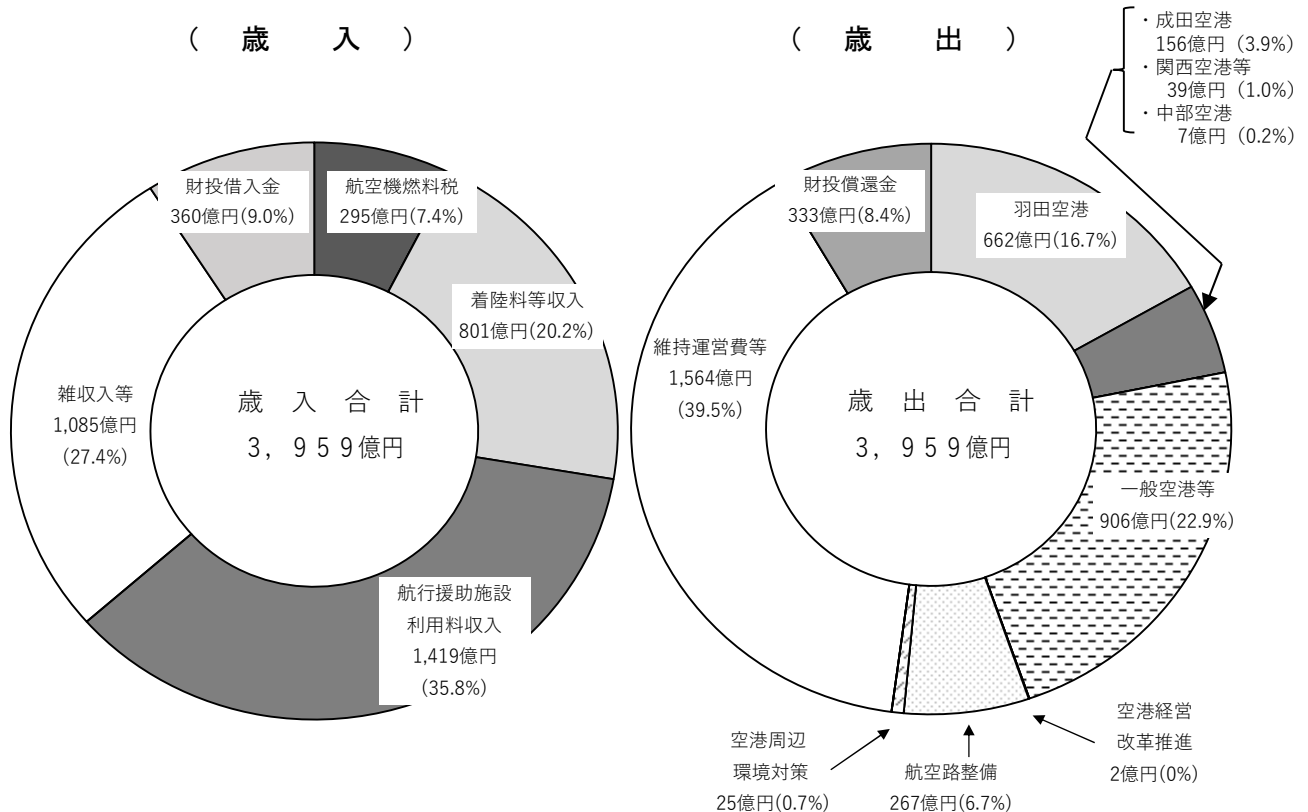 （ 歳 入 ）
財投借入金
360億円(9.0%)
航空機燃料税
295億円(7.4%)
着陸料等収入
801億円(20.2%)
雑収入等
1,085億円
(27.4%)
歳 入 合 計
３，９５９億円
航行援助施設
利用料収入
1,419億円
(35.8%)
（ 歳 出 ）
・成田空港
156億円 (3.9%)
・関西空港等
39億円（1.0%）
・中部空港
7億円（0.2%）
財投償還金
333億円(8.4%)
羽田空港
662億円(16.7%)
維持運営費等
1,564億円
(39.5%)
歳 出 合 計
３，９５９億円
一般空港等
906億円(22.9%)
空港経営
改革推進
2億円(0%)
空港周辺
環境対策
25億円(0.7%)
航空路整備
267億円(6.7%)